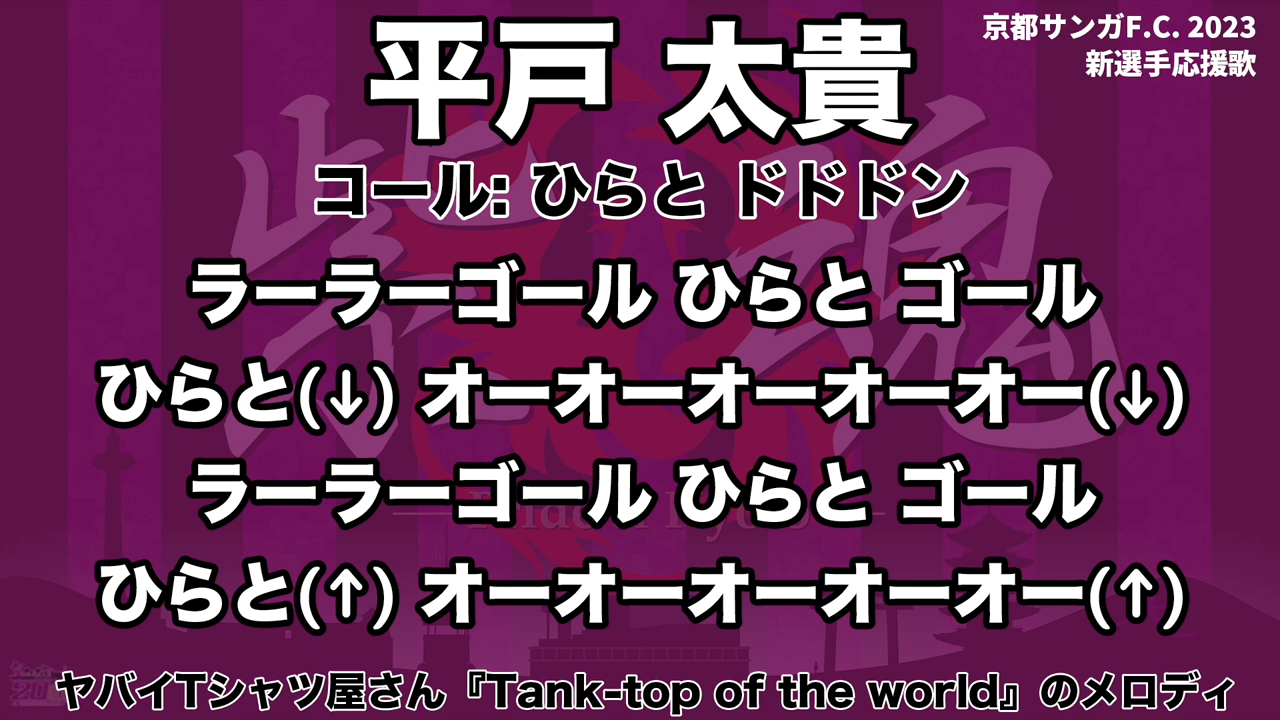 京都サンガF.C. 2023
新選手応援歌
平戸 太貴
コール: ひらと ドドドン
ラーラーゴール ひらと ゴール
ひらと(↓) オーオーオーオーオー(↓)
ラーラーゴール ひらと ゴール
ひらと(↑) オーオーオーオーオー(↑)
ヤバイTシャツ屋さん『Tank-top of the world』のメロディ
紫魂